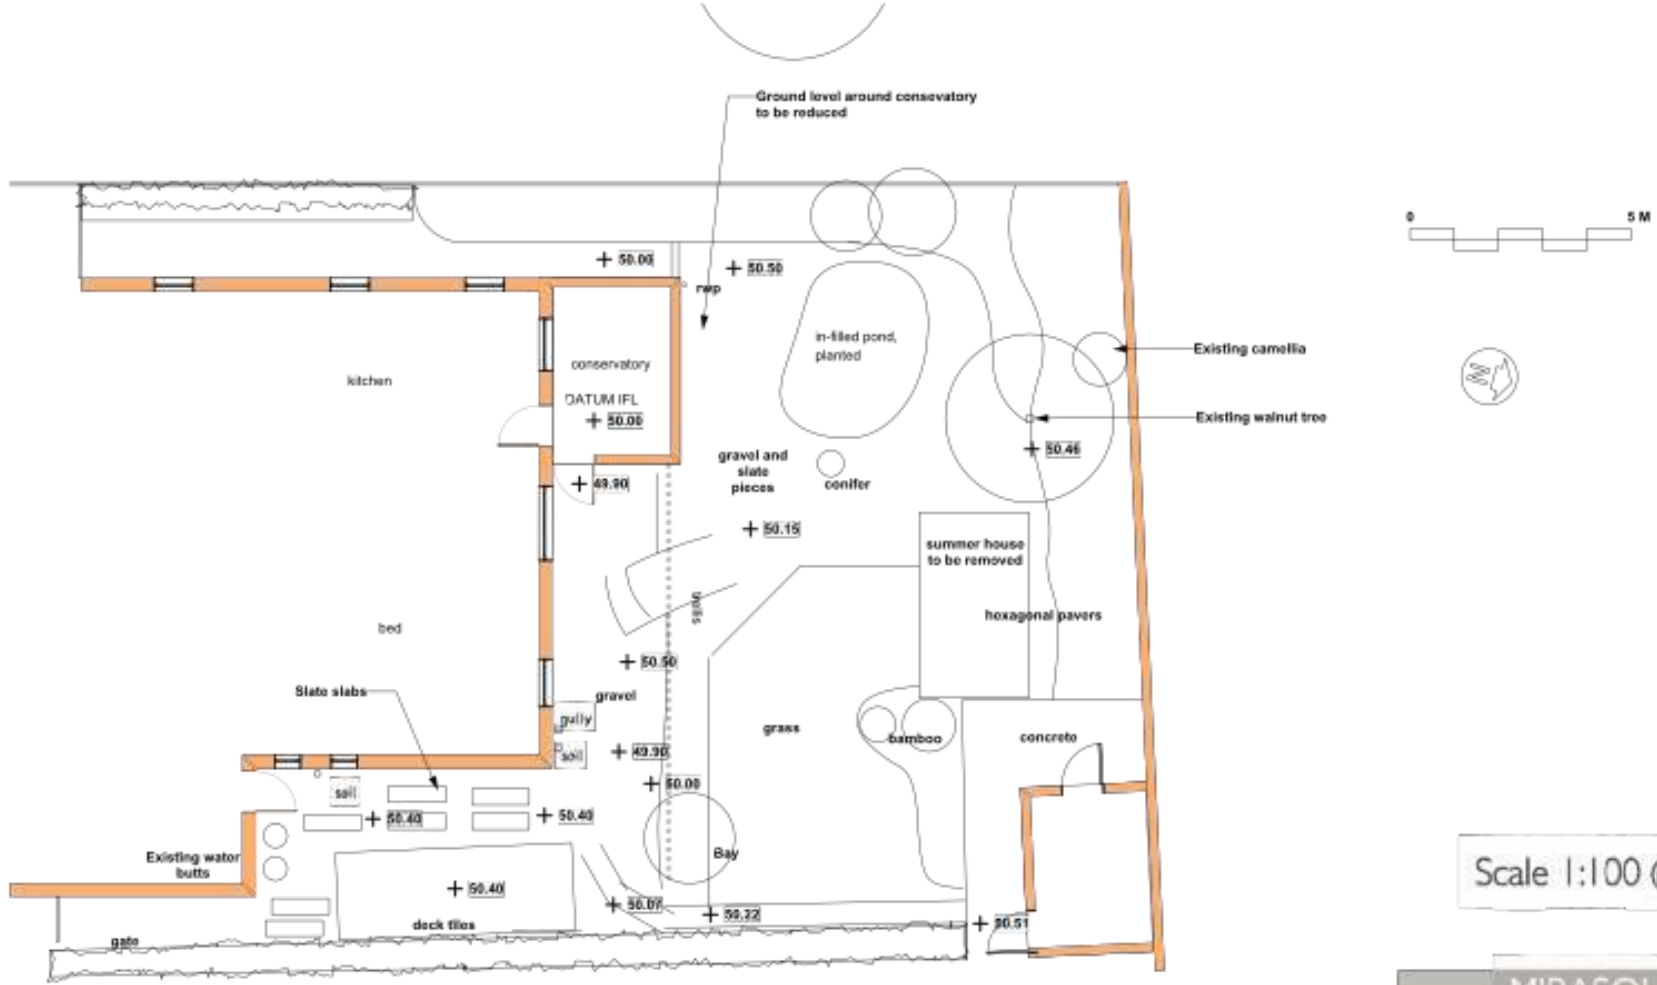 Ground level around consevatory
to be reduced
0 5 M
50.00
50.50
rwp
in-filled pond,
planted
Existing camellia
conservatory
kitchen
DATUM IFL
50.00
Existing walnut tree
50.46
gravel and
slate
pieces
conifer
49.90
50.15
summer house
to be removed
trellis
hexagonal pavers
bed
50.50
Slate slabs
gravel
gully
grass
bamboo
concrete
49.90
soil
50.00
soil
50.40
50.40
Bay
Existing water
butts
50.40
50.07
50.22
50.51
deck tiles
gate
Scale 1:100